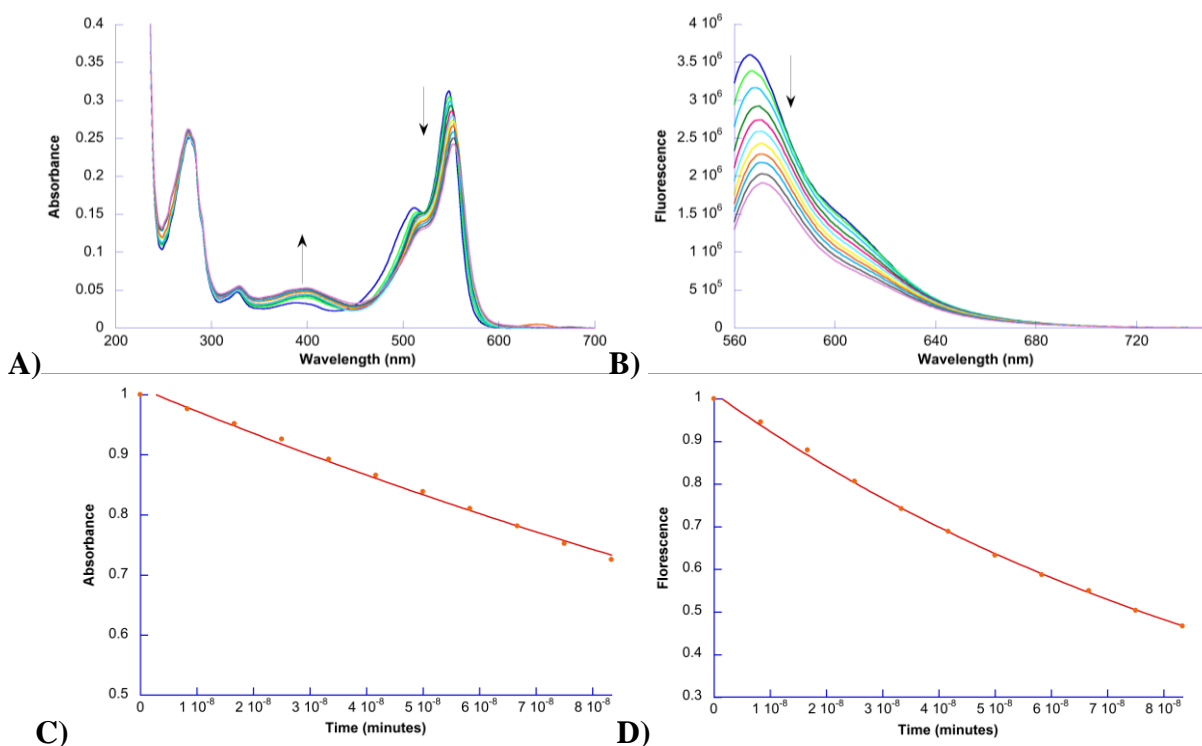 0.4
0.35
0.3
0.25
0.2
0.15
0.1
0.05
0
Absorbance
200 300 400 500 600 700
Wavelength (nm)
A)
4 10⁶
3.5 10⁶
3 10⁶
2.5 10⁶
2 10⁶
1.5 10⁶
1 10⁶
5 10⁵
0
Fluorescence
560 600 640 680 720
Wavelength (nm)
B)
1
0.9
0.8
0.7
0.6
0.5
Absorbance
0 1 10⁻⁸ 2 10⁻⁸ 3 10⁻⁸ 4 10⁻⁸ 5 10⁻⁸ 6 10⁻⁸ 7 10⁻⁸ 8 10⁻⁸
Time (minutes)
C)
1
0.9
0.8
0.7
0.6
0.5
0.4
0.3
Florescence
0 1 10⁻⁸ 2 10⁻⁸ 3 10⁻⁸ 4 10⁻⁸ 5 10⁻⁸ 6 10⁻⁸ 7 10⁻⁸ 8 10⁻⁸
Time (minutes)
D)